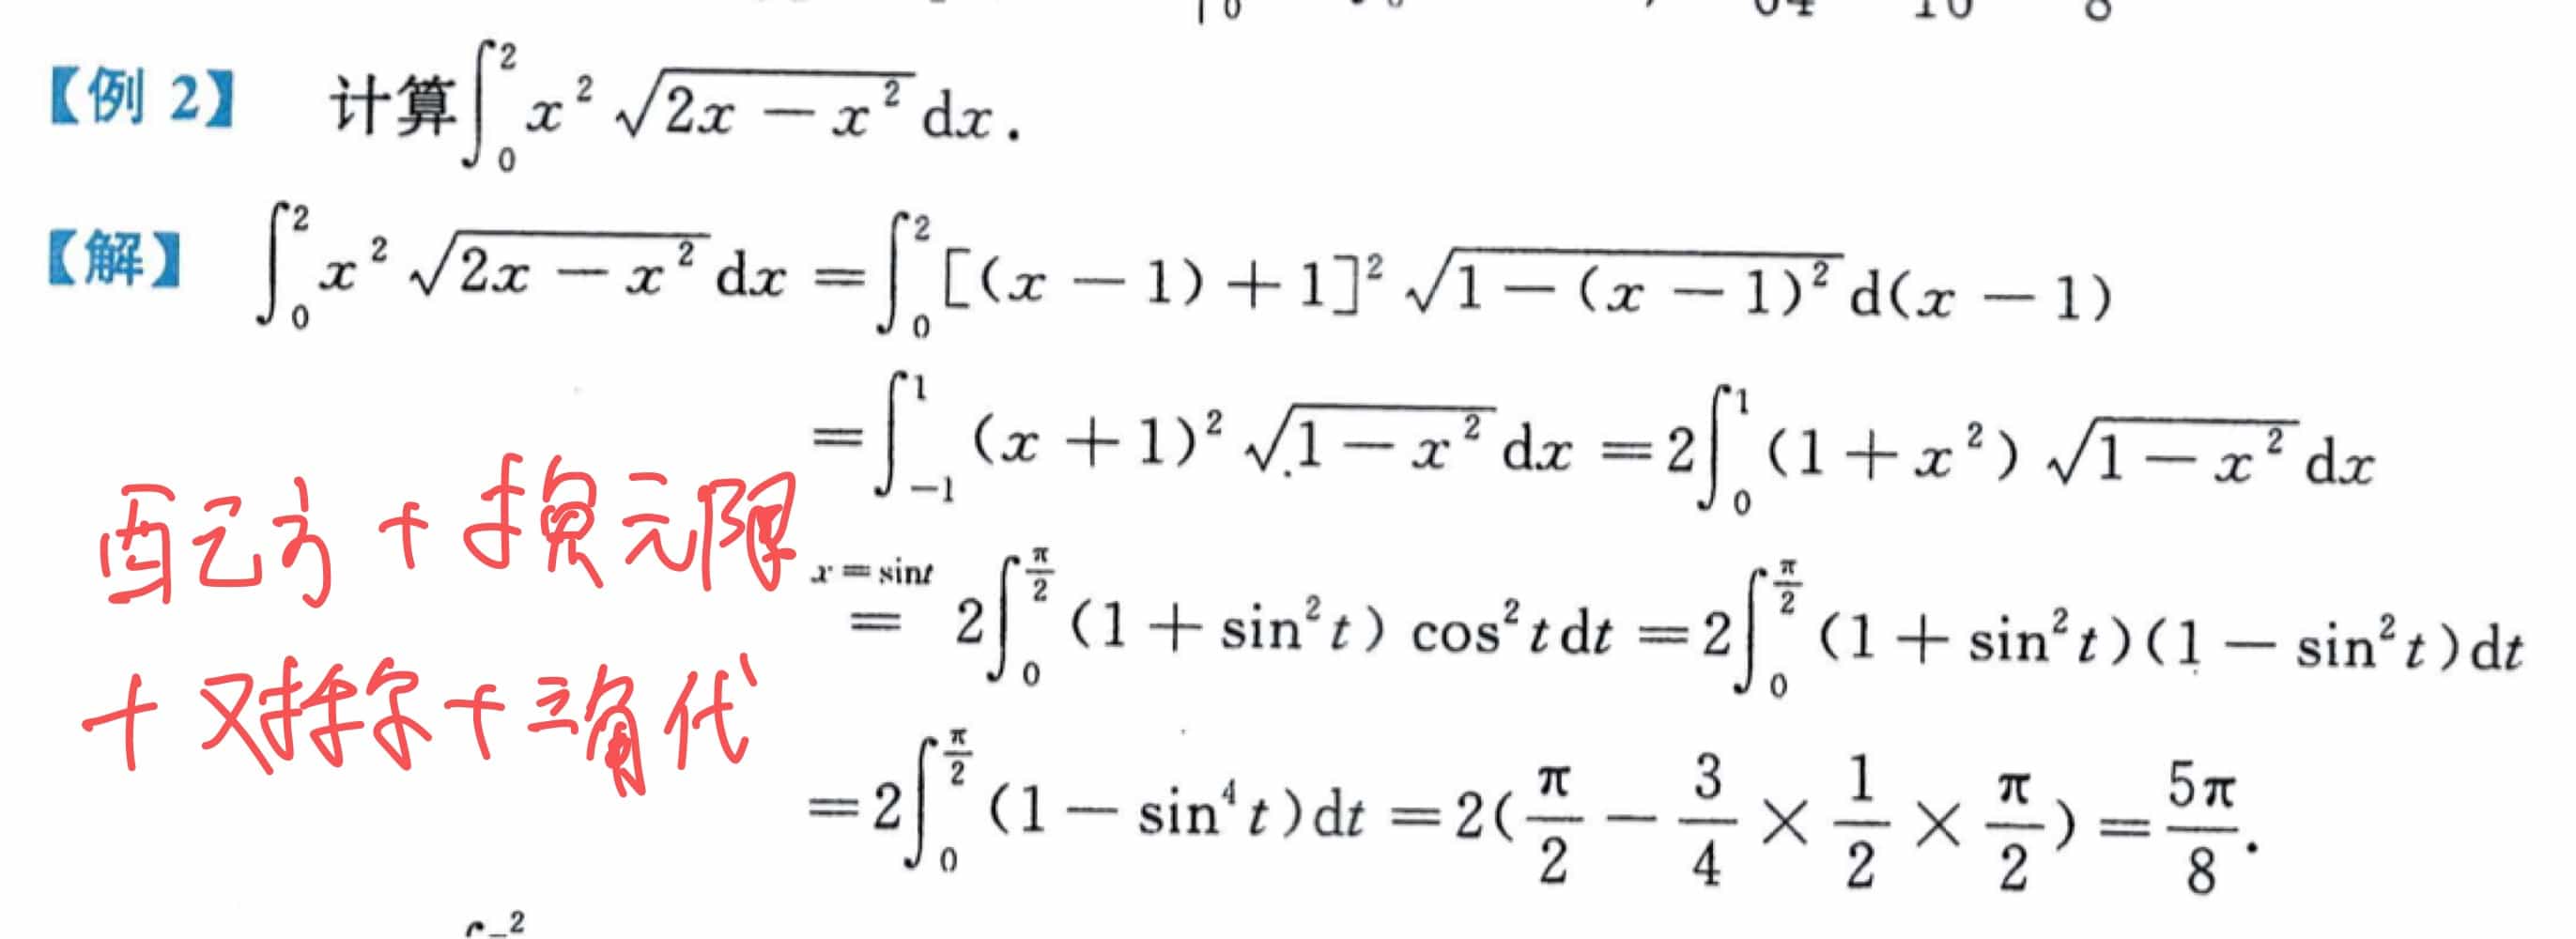 【例 2】 计算∫₀² x² √(2x − x²) dx.
【解】 ∫₀² x² √(2x − x²) dx = ∫₀² [(x − 1) + 1]² √(1 − (x − 1)²) d(x − 1)
= ∫₋₁¹ (x + 1)² √(1 − x²) dx = 2∫₀¹ (1 + x²) √(1 − x²) dx
配方 + 换元限
x = sint = 2∫₀^(π/2) (1 + sin²t) cos²t dt = 2∫₀^(π/2) (1 + sin²t)(1 − sin²t) dt
+ 对称 + 三角代
= 2∫₀^(π/2) (1 − sin⁴t) dt = 2(π/2 − 3/4 × 1/2 × π/2) = 5π/8.